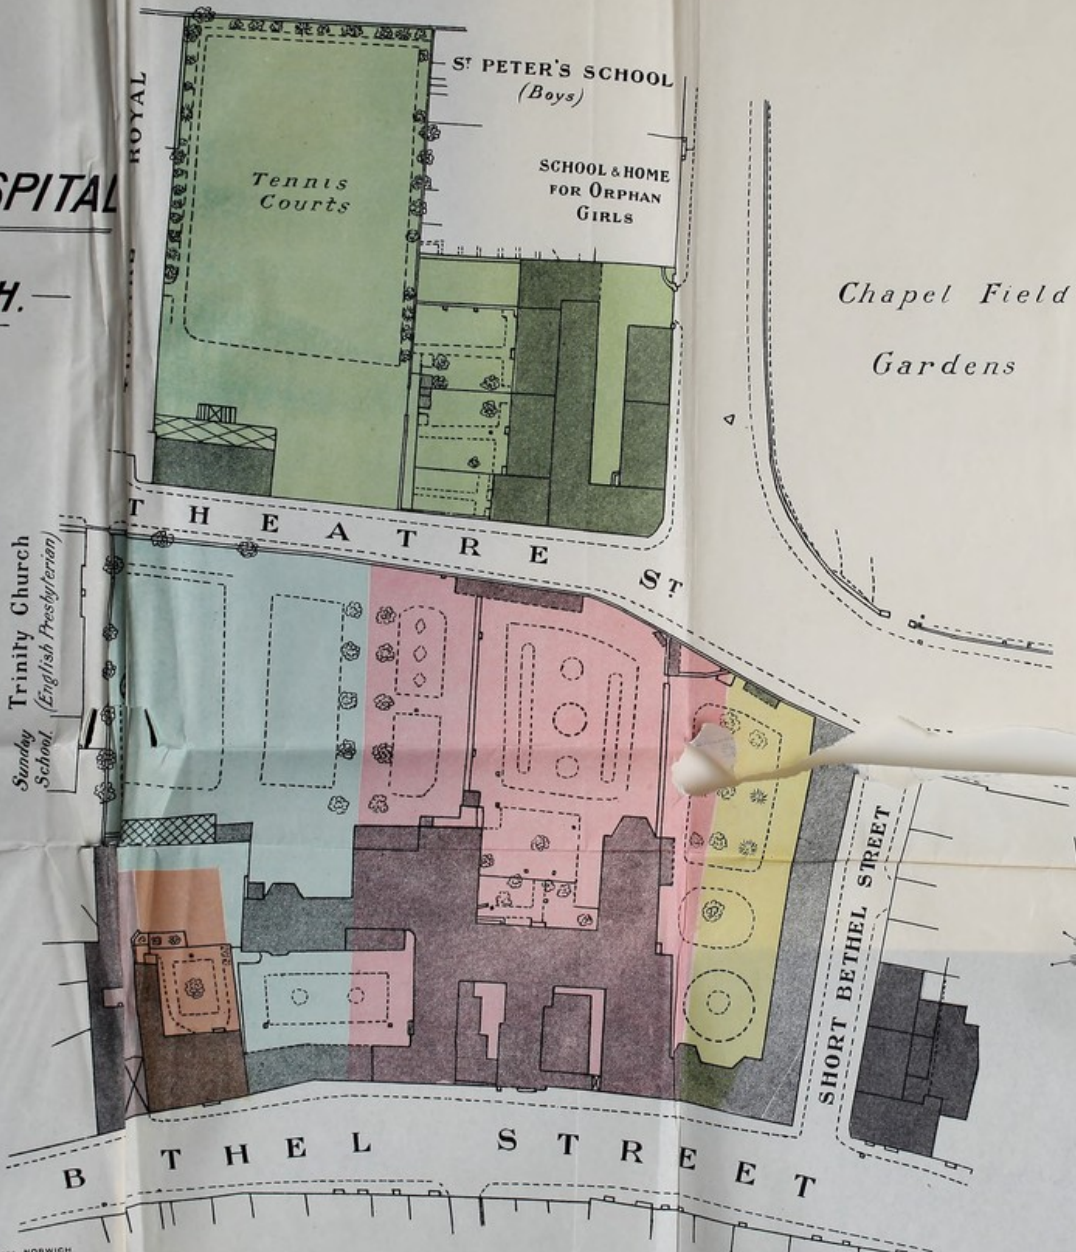 ROYAL
SPITAL
H.
Sᵀ PETER'S SCHOOL
(Boys)
SCHOOL & HOME
FOR ORPHAN
GIRLS
Tennis
Courts
Chapel Field
Gardens
THEATRE Sᵀ
Trinity Church
(English Presbyterian)
Sunday
School.
SHORT BETHEL STREET
B THEL STREET
NORWICH